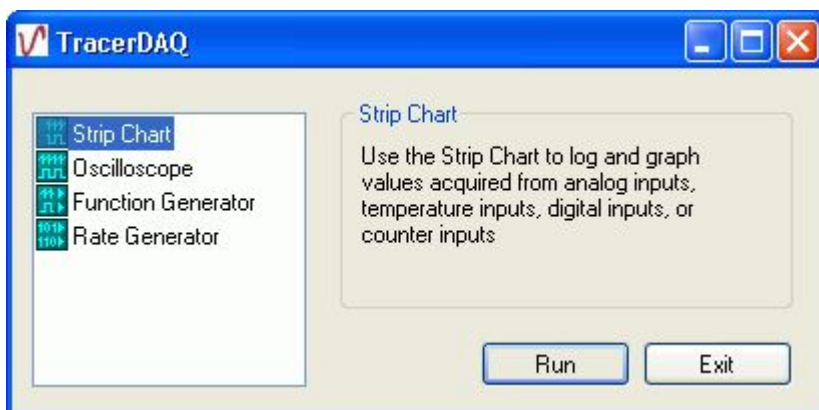 TracerDAQ
Strip Chart
Oscilloscope
Function Generator
Rate Generator
Strip Chart
Use the Strip Chart to log and graph
values acquired from analog inputs,
temperature inputs, digital inputs, or
counter inputs
Run
Exit